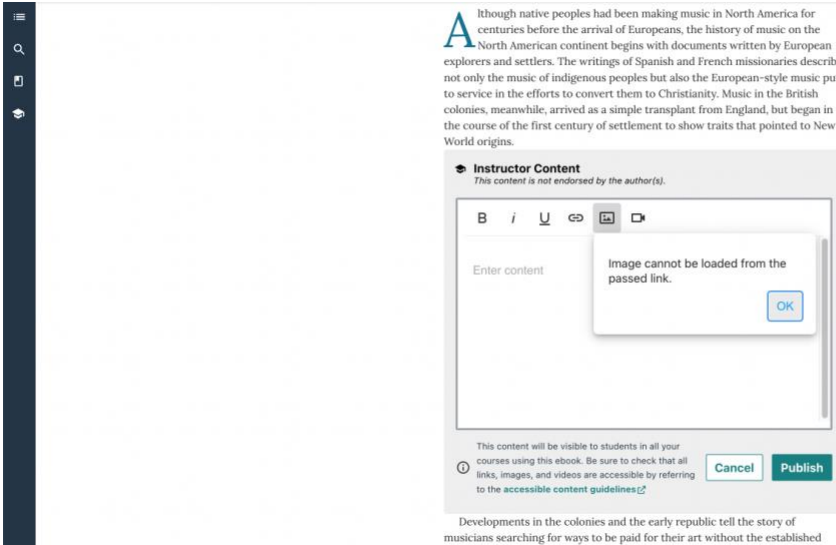 Although native peoples had been making music in North America for
centuries before the arrival of Europeans, the history of music on the
North American continent begins with documents written by European
explorers and settlers. The writings of Spanish and French missionaries describ
not only the music of indigenous peoples but also the European-style music pu
to service in the efforts to convert them to Christianity. Music in the British
colonies, meanwhile, arrived as a simple transplant from England, but began in
the course of the first century of settlement to show traits that pointed to New
World origins.
Instructor Content
This content is not endorsed by the author(s).
B i U
Enter content
Image cannot be loaded from the
passed link.
OK
This content will be visible to students in all your
courses using this ebook. Be sure to check that all
links, images, and videos are accessible by referring
to the accessible content guidelines
Cancel
Publish
Developments in the colonies and the early republic tell the story of
musicians searching for ways to be paid for their art without the established